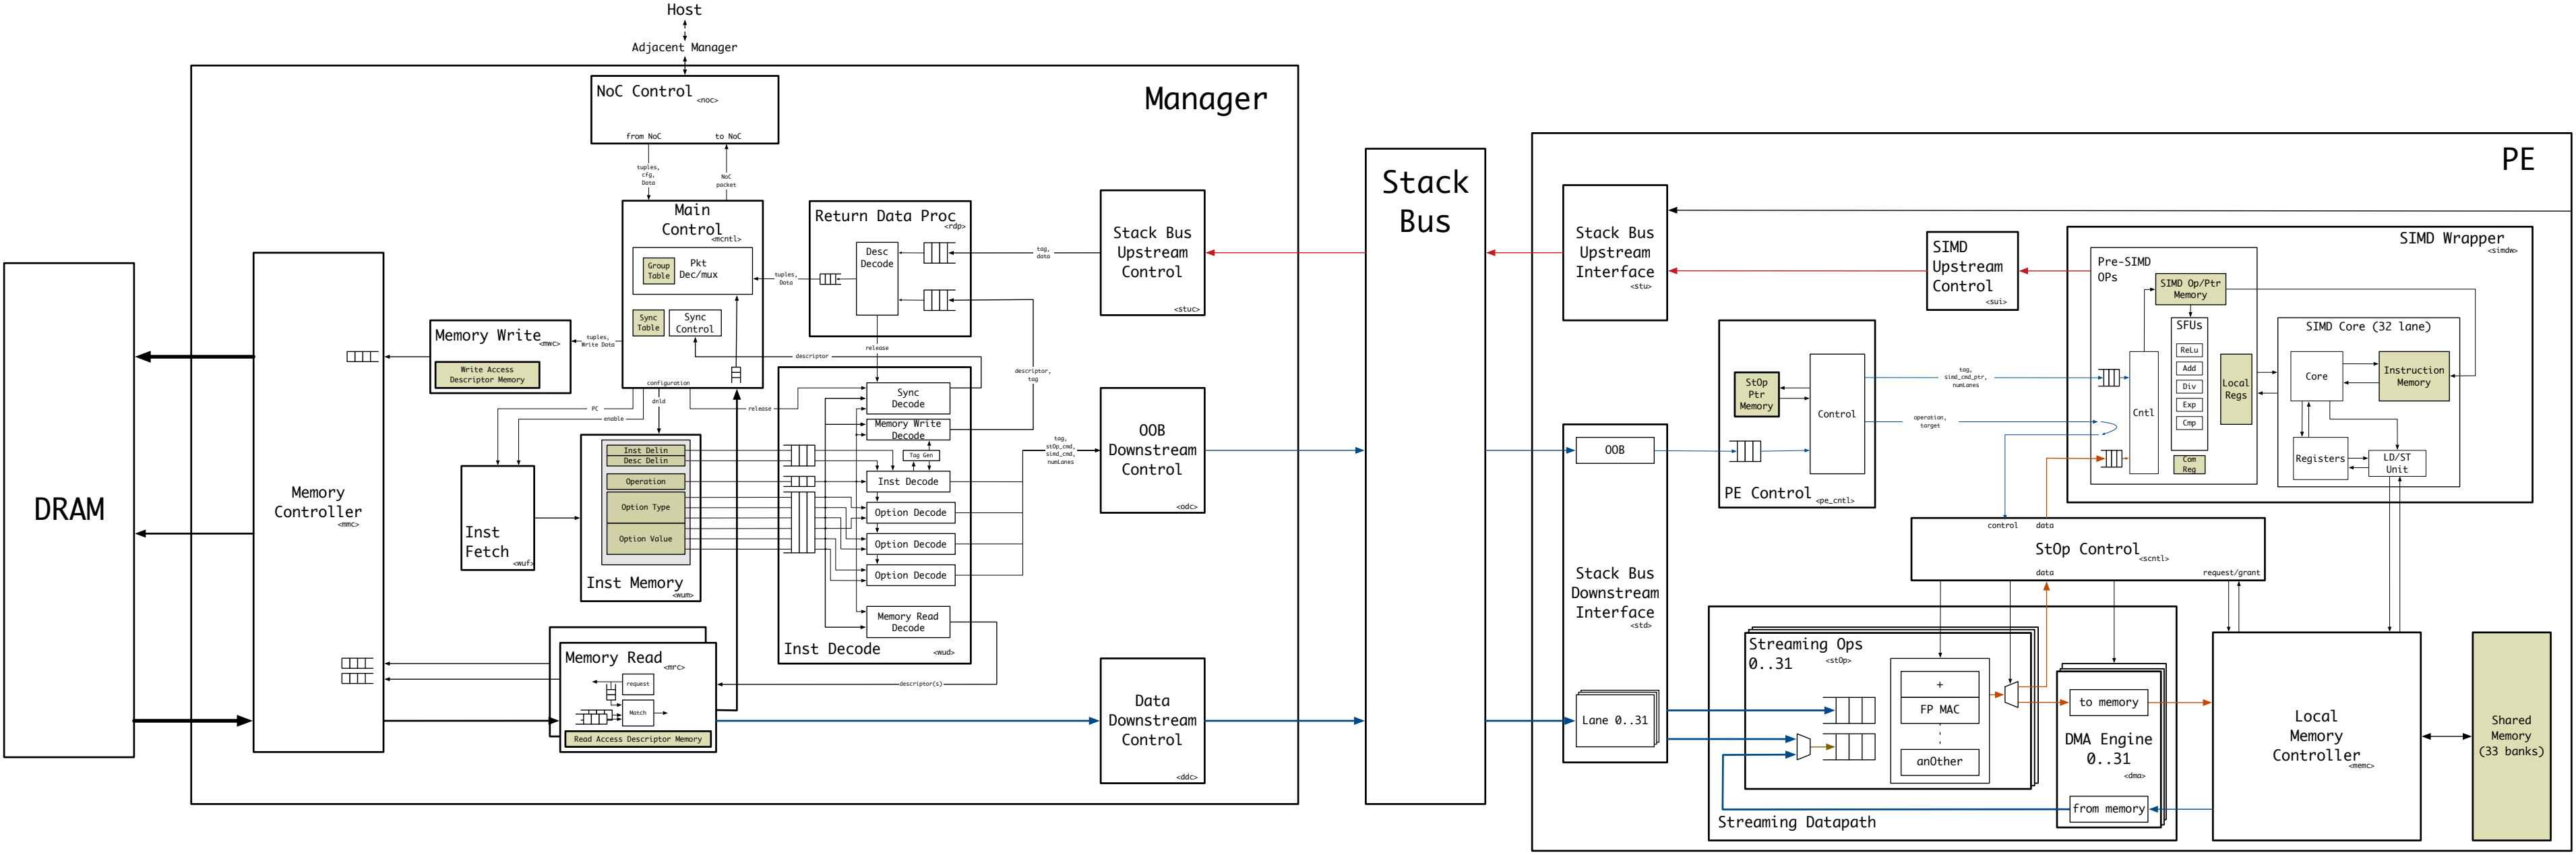 Host
Adjacent Manager
Manager
NoC Control
<noc>
from NoC
to NoC
tuples,
cfg,
Data
NoC
packet
Main
Control
<mcntl>
Group
Table
Pkt
Dec/mux
Sync
Table
Sync
Control
configuration
tuples,
Data
Return Data Proc
<rdp>
Desc
Decode
release
tag,
data
Stack Bus
Upstream
Control
<stuc>
Memory Write
<mwc>
Write Access
Descriptor Memory
tuples,
Write Data
descriptor
descriptor,
tag
PC
enable
dnld
release
DRAM
Memory
Controller
<mmc>
Inst
Fetch
<wuf>
Inst Delin
Desc Delin
Operation
Option Type
Option Value
Inst Memory
<wum>
Sync
Decode
Memory Write
Decode
Tag Gen
Inst Decode
Option Decode
Option Decode
Option Decode
Memory Read
Decode
Inst Decode
<wud>
tag,
stOp_cmd,
simd_cmd,
numLanes
OOB
Downstream
Control
<odc>
Memory Read
<mrc>
request
Match
Read Access Descriptor Memory
descriptor(s)
Data
Downstream
Control
<ddc>
Stack
Bus
PE
Stack Bus
Upstream
Interface
<stu>
SIMD
Upstream
Control
<sui>
SIMD Wrapper
<simdw>
Pre-SIMD
OPs
SIMD Op/Ptr
Memory
SFUs
ReLu
Add
Div
Exp
Cmp
Com
Reg
Cntl
Local
Regs
SIMD Core (32 lane)
Core
Instruction
Memory
Registers
LD/ST
Unit
StOp
Ptr
Memory
Control
PE Control
<pe_cntl>
tag,
simd_cmd_ptr,
numLanes
operation,
target
OOB
Stack Bus
Downstream
Interface
<std>
Lane 0..31
control
data
StOp Control
<scntl>
data
request/grant
Streaming Ops
0..31
<stOp>
+
FP MAC
anOther
Streaming Datapath
to memory
DMA Engine
0..31
<dma>
from memory
Local
Memory
Controller
<memc>
Shared
Memory
(33 banks)